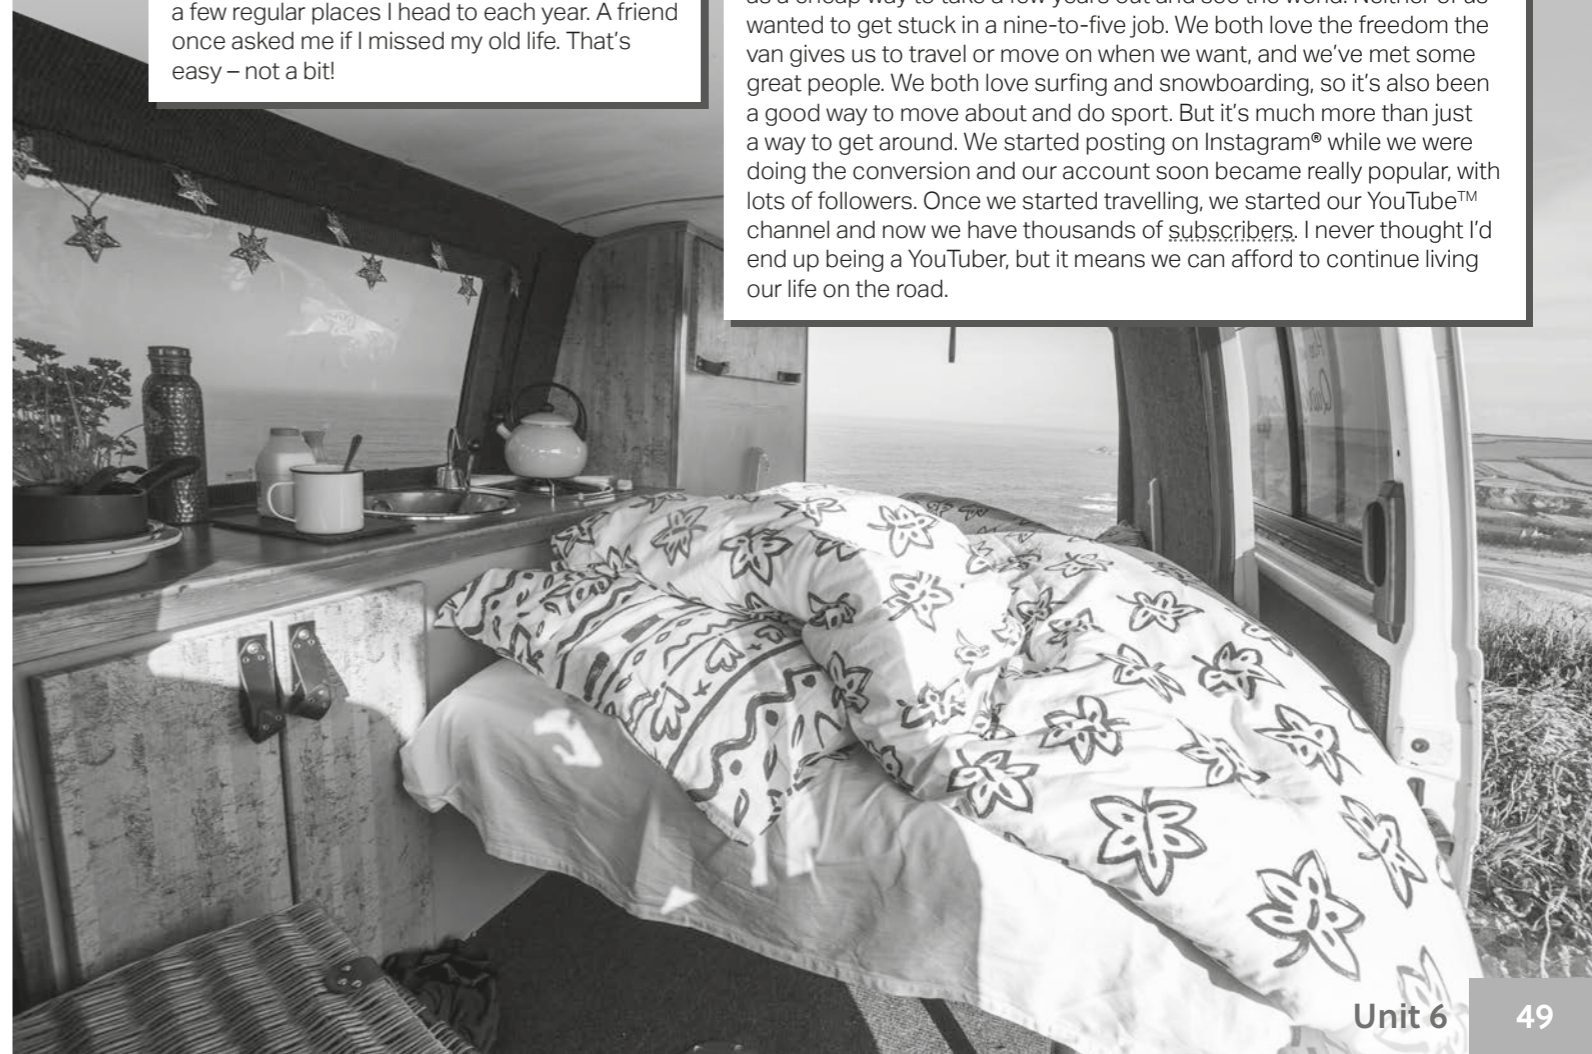 a few regular places I head to each year. A friend
once asked me if I missed my old life. That's
easy – not a bit!
wanted to get stuck in a nine-to-five job. We both love the freedom the
van gives us to travel or move on when we want, and we've met some
great people. We both love surfing and snowboarding, so it's also been
a good way to move about and do sport. But it's much more than just
a way to get around. We started posting on Instagram® while we were
doing the conversion and our account soon became really popular, with
lots of followers. Once we started travelling, we started our YouTube™
channel and now we have thousands of subscribers. I never thought I'd
end up being a YouTuber, but it means we can afford to continue living
our life on the road.
Unit 6
49